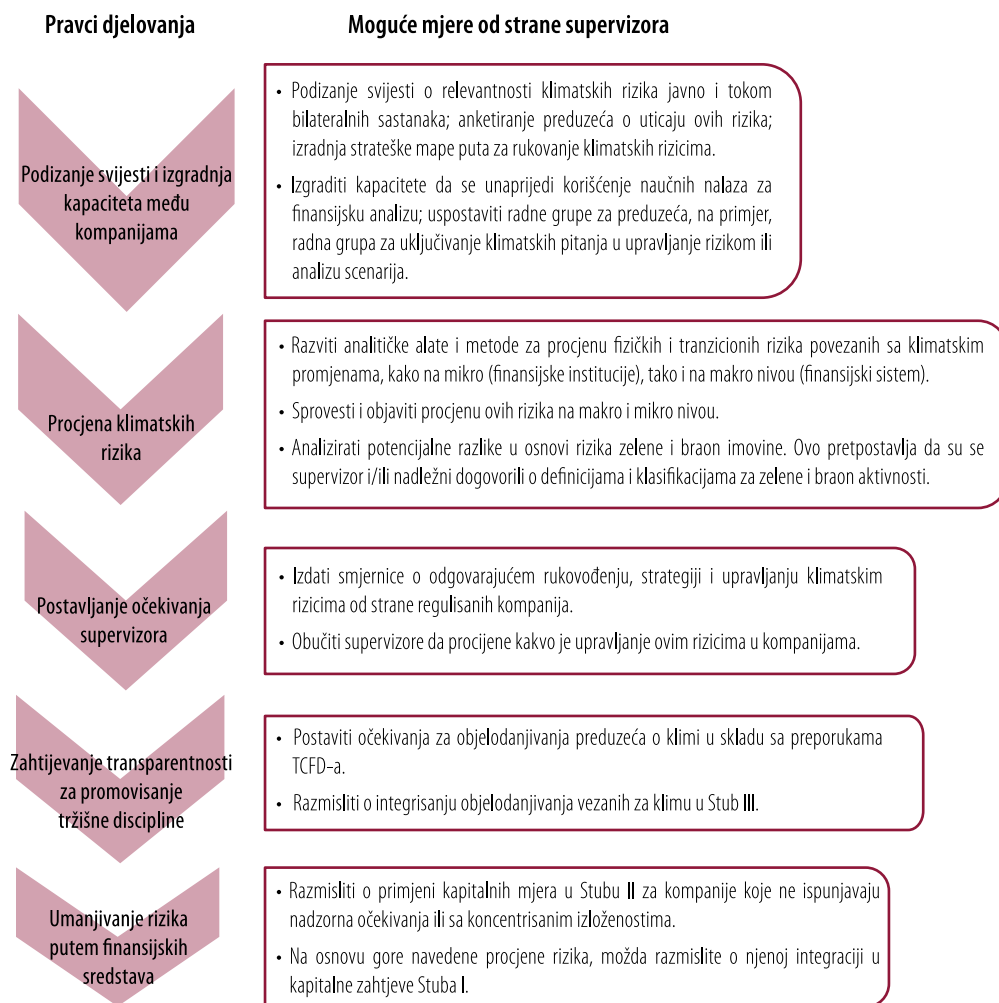 Pravci djelovanja
Moguće mjere od strane supervizora
Podizanje svijesti i izgradnja
kapaciteta među
kompanijama
• Podizanje svijesti o relevantnosti klimatskih rizika javno i tokom
bilateralnih sastanaka; anketiranje preduzeća o uticaju ovih rizika;
izradnja strateške mape puta za rukovanje klimatskih rizicima.
• Izgraditi kapacitete da se unaprijedi korišćenje naučnih nalaza za
finansijsku analizu; uspostaviti radne grupe za preduzeća, na primjer,
radna grupa za uključivanje klimatskih pitanja u upravljanje rizikom ili
analizu scenarija.
Procjena klimatskih
rizika
• Razviti analitičke alate i metode za procjenu fizičkih i tranzicionih rizika povezanih sa klimatskim
promjenama, kako na mikro (finansijske institucije), tako i na makro nivou (finansijski sistem).
• Sprovesti i objaviti procjenu ovih rizika na makro i mikro nivou.
• Analizirati potencijalne razlike u osnovi rizika zelene i braon imovine. Ovo pretpostavlja da su se
supervizor i/ili nadležni dogovorili o definicijama i klasifikacijama za zelene i braon aktivnosti.
Postavljanje očekivanja
supervizora
• Izdati smjernice o odgovarajućem rukovođenju, strategiji i upravljanju klimatskim
rizicima od strane regulisanih kompanija.
• Obučiti supervizore da procijene kakvo je upravljanje ovim rizicima u kompanijama.
Zahtijevanje transparentnosti
za promovisanje
tržišne discipline
• Postaviti očekivanja za objelodanjivanja preduzeća o klimi u skladu sa preporukama
TCFD-a.
• Razmisliti o integrisanju objelodanjivanja vezanih za klimu u Stub III.
Umanjivanje rizika
putem finansijskih
sredstava
• Razmisliti o primjeni kapitalnih mjera u Stubu II za kompanije koje ne ispunjavaju
nadzorna očekivanja ili sa koncentrisanim izloženostima.
• Na osnovu gore navedene procjene rizika, možda razmislite o njenoj integraciji u
kapitalne zahtjeve Stuba I.